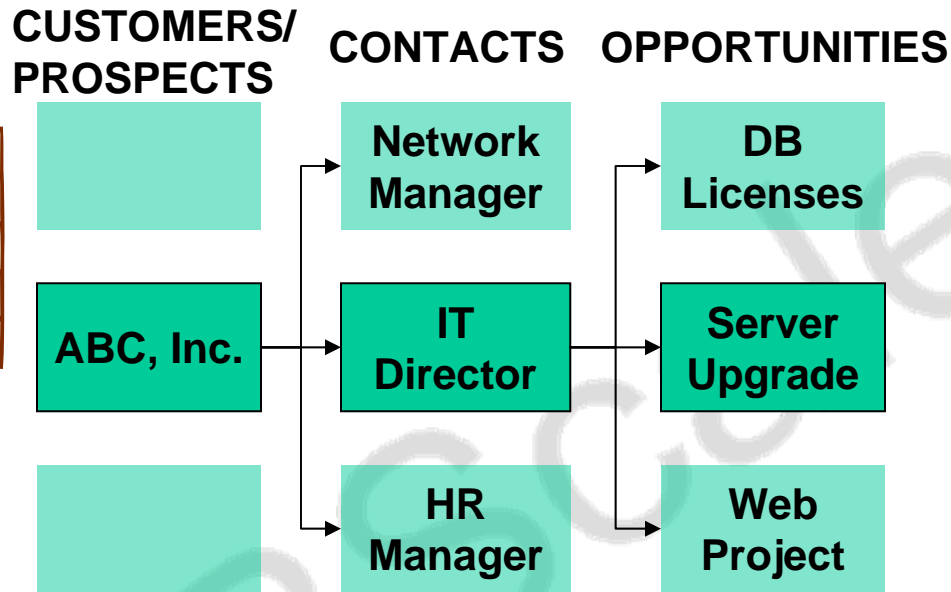 CUSTOMERS/
PROSPECTS
CONTACTS
OPPORTUNITIES
Network
Manager
DB
Licenses
ABC, Inc.
IT
Director
Server
Upgrade
HR
Manager
Web
Project